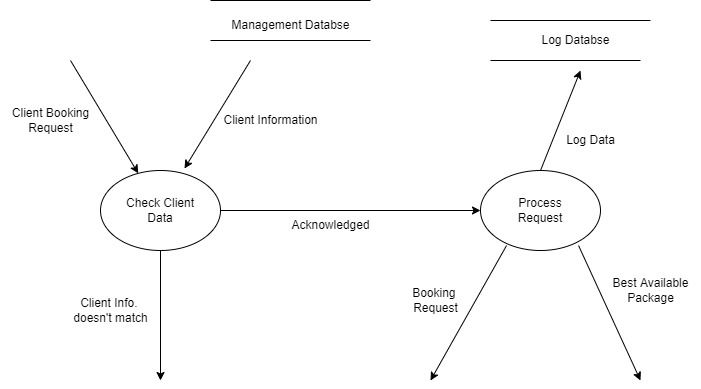 Management Databse
Log Databse
Client Booking
Request
Client Information
Log Data
Check Client
Data
Process
Request
Acknowledged
Client Info.
doesn't match
Booking
Request
Best Available
Package